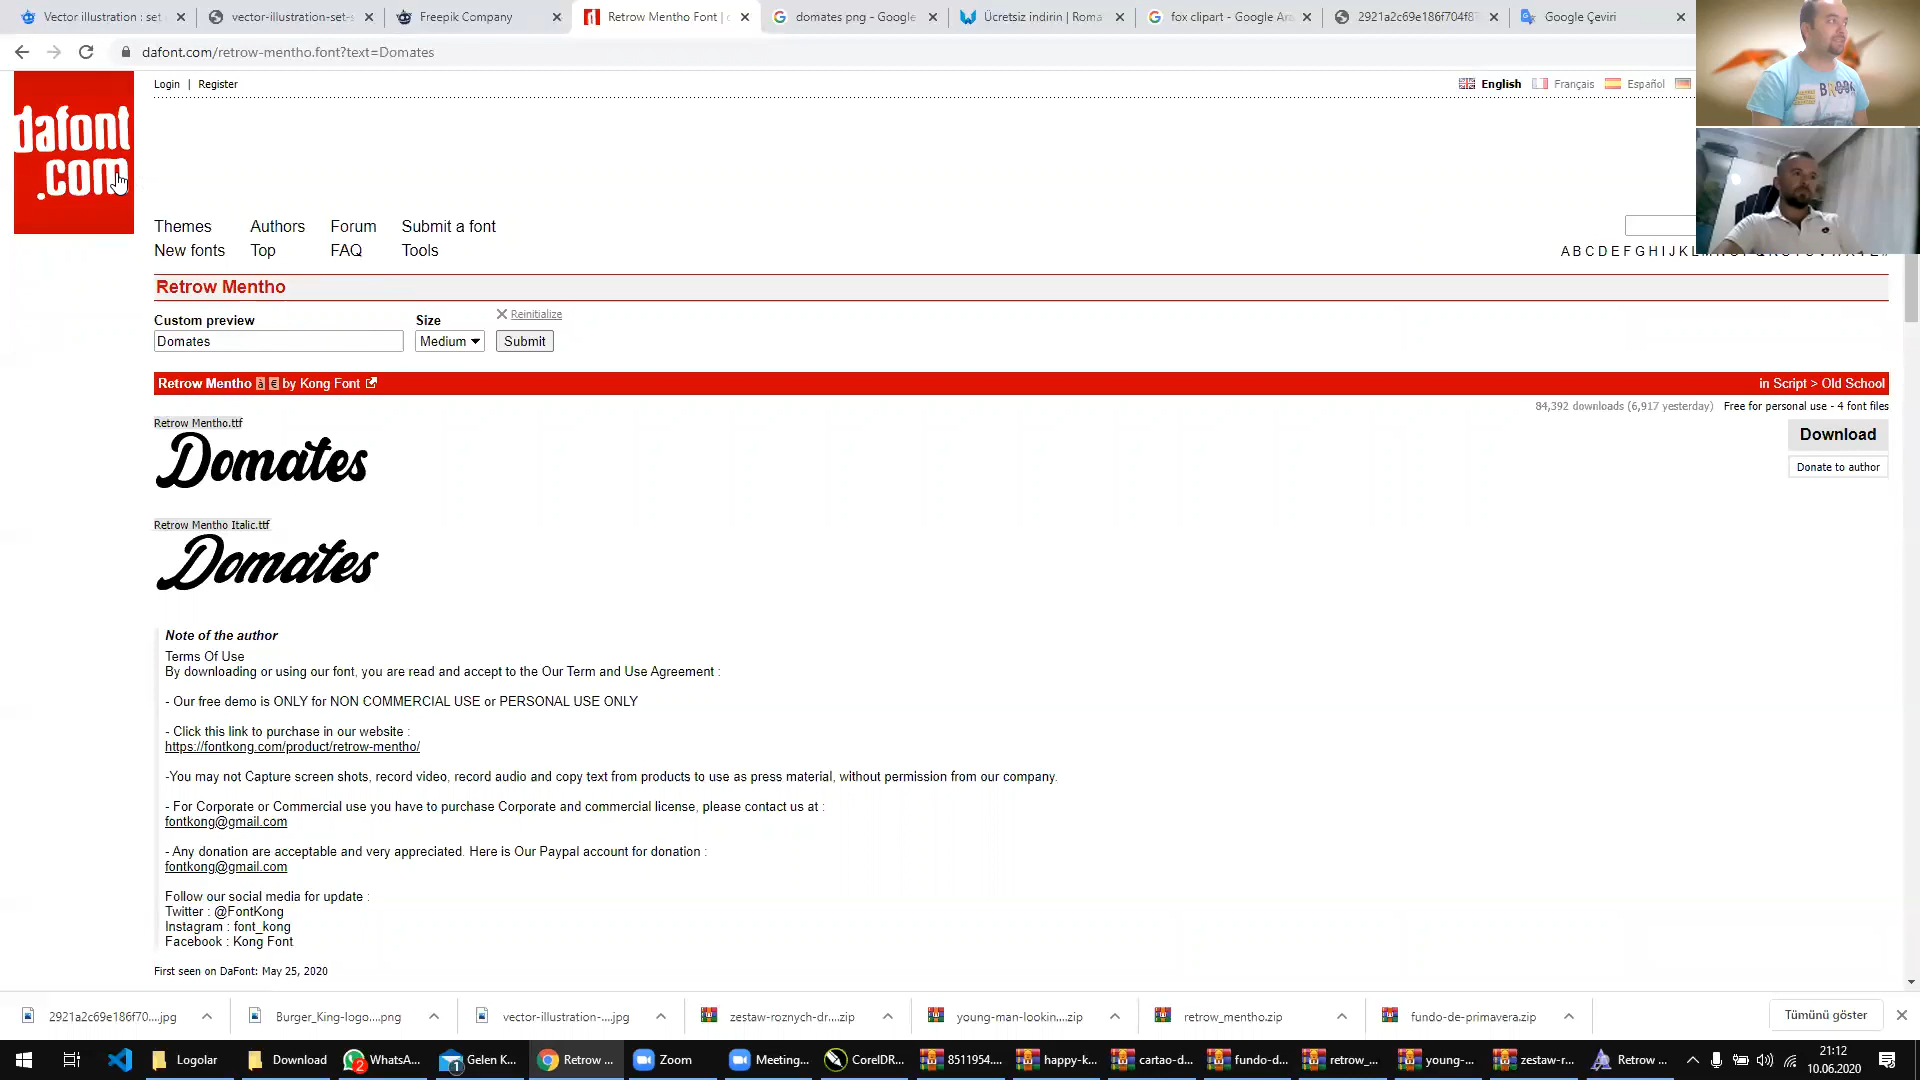 Vector illustration : set
vector-illustration-set-
Freepik Company
Retrow Mentho Font |
domates png - Google
Ücretsiz indirin | Roma
fox clipart - Google Ara
2921a2c69e186f704f87
Google Çeviri
dafont.com/retrow-mentho.font?text=Domates
dafont
.com
Login | Register
English Français Español
Themes Authors Forum Submit a font
New fonts Top FAQ Tools
A B C D E F G H I J K L
Retrow Mentho
Custom preview Size Reinitialize
Domates Medium Submit
Retrow Mentho à € by Kong Font
in Script > Old School
84,392 downloads (6,917 yesterday) Free for personal use - 4 font files
Download
Donate to author
Retrow Mentho.ttf
Domates
Retrow Mentho Italic.ttf
Domates
Note of the author
Terms Of Use
By downloading or using our font, you are read and accept to the Our Term and Use Agreement :
- Our free demo is ONLY for NON COMMERCIAL USE or PERSONAL USE ONLY
- Click this link to purchase in our website :
https://fontkong.com/product/retrow-mentho/
-You may not Capture screen shots, record video, record audio and copy text from products to use as press material, without permission from our company.
- For Corporate or Commercial use you have to purchase Corporate and commercial license, please contact us at :
fontkong@gmail.com
- Any donation are acceptable and very appreciated. Here is Our Paypal account for donation :
fontkong@gmail.com
Follow our social media for update :
Twitter : @FontKong
Instagram : font_kong
Facebook : Kong Font
First seen on DaFont: May 25, 2020
2921a2c69e186f70....jpg
Burger_King-logo....png
vector-illustration-....jpg
zestaw-roznych-dr....zip
young-man-lookin....zip
retrow_mentho.zip
fundo-de-primavera.zip
Tümünü göster
Logolar
Download
WhatsA...
2
Gelen K...
1
Retrow ...
Zoom
Meeting...
CorelDR...
8511954....
happy-k...
cartao-d...
fundo-d...
retrow_...
young-...
zestaw-r...
Retrow ...
21:12
10.06.2020